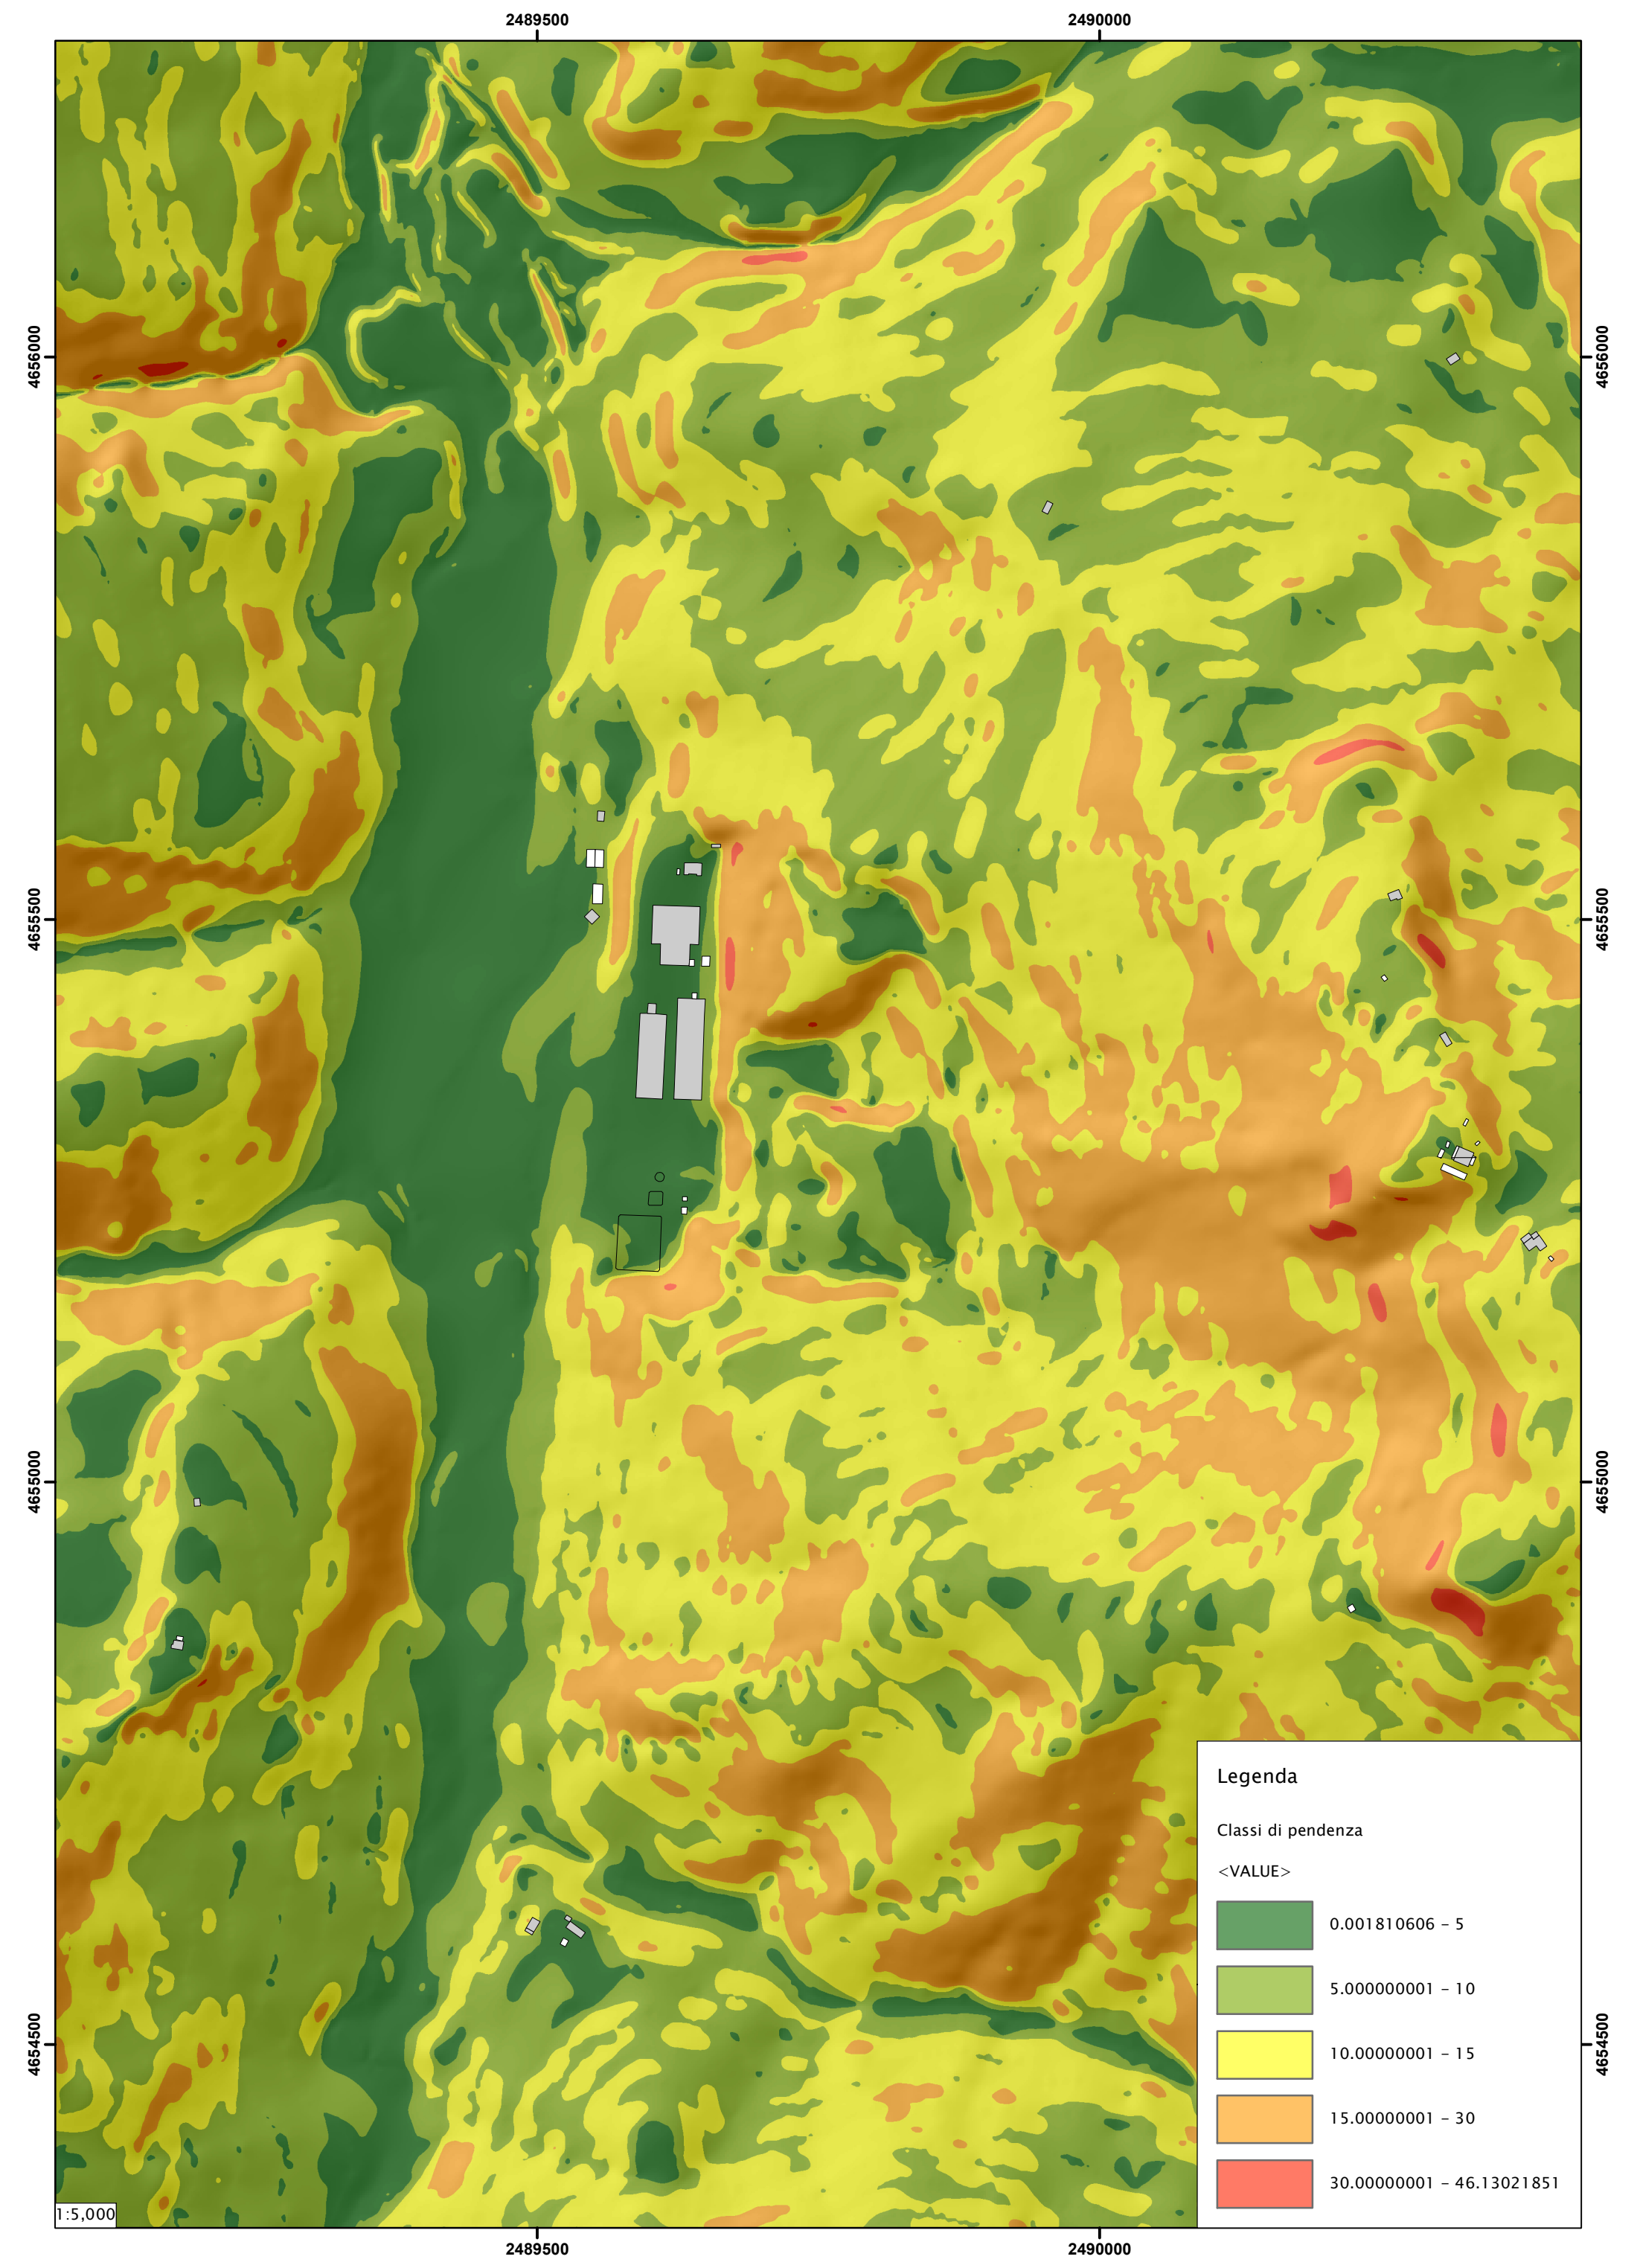 2489500 2490000
4656000 4656000
4655500 4655500
4655000 4655000
Legenda
Classi di pendenza
<VALUE>
0.001810606 – 5
5.000000001 – 10
4654500 4654500
10.00000001 – 15
15.00000001 – 30
30.00000001 – 46.13021851
1:5,000
2489500 2490000